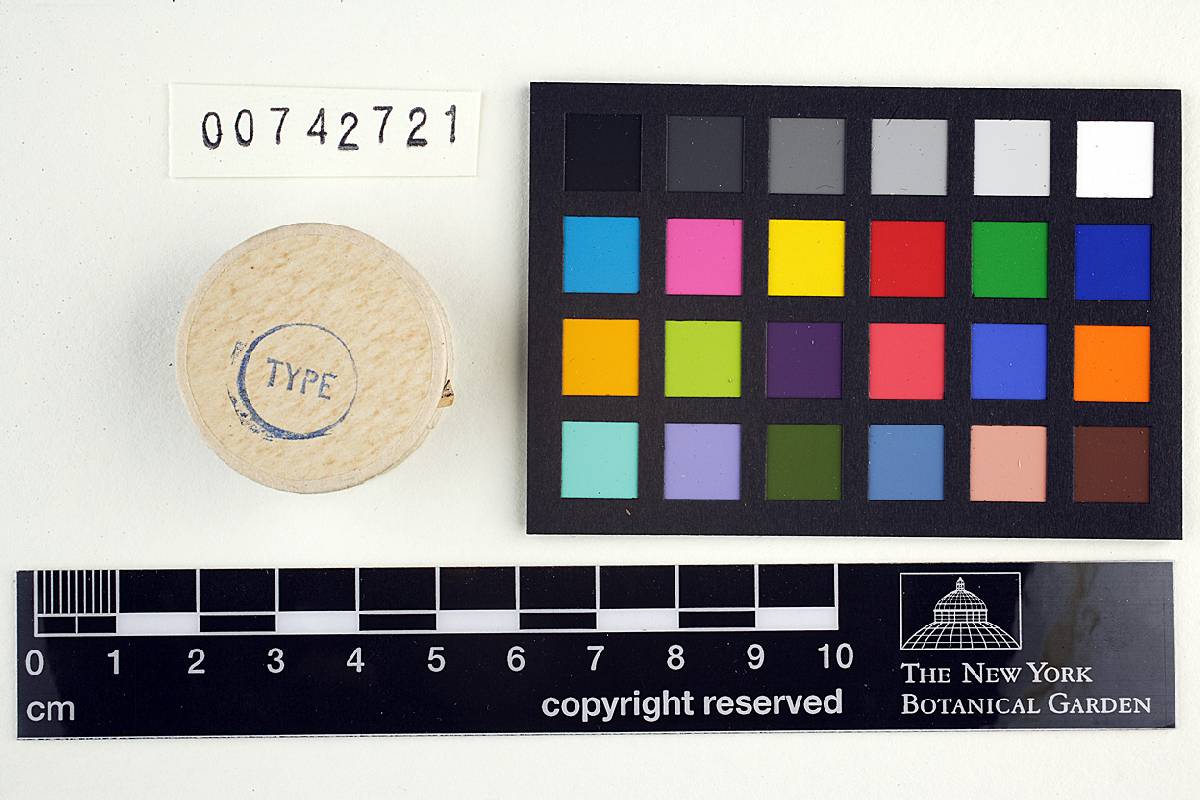 00742721
TYPE
0 1 2 3 4 5 6 7 8 9 10
cm
copyright reserved
THE NEW YORK
BOTANICAL GARDEN